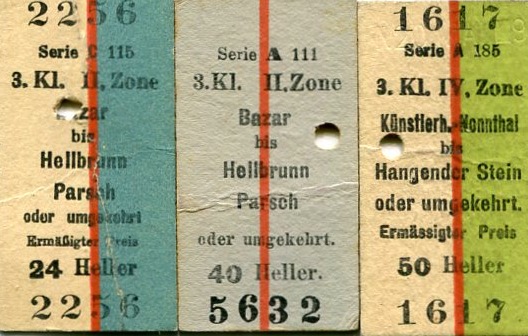 2256
Serie C 115
3. Kl. II. Zone
Bazar
bis
Hellbrunn
Parsch
oder umgekehrt
Ermäßigter Preis
24 Heller
2256
Serie A 111
3. Kl. II. Zone
Bazar
bis
Hellbrunn
Parsch
oder umgekehrt.
40 Heller.
5632
1617
Serie A 185
3. Kl. IV. Zone
Künstlerh.-Nonnthal
bis
Hangender Stein
oder umgekehrt.
Ermässigter Preis
50 Heller
1617